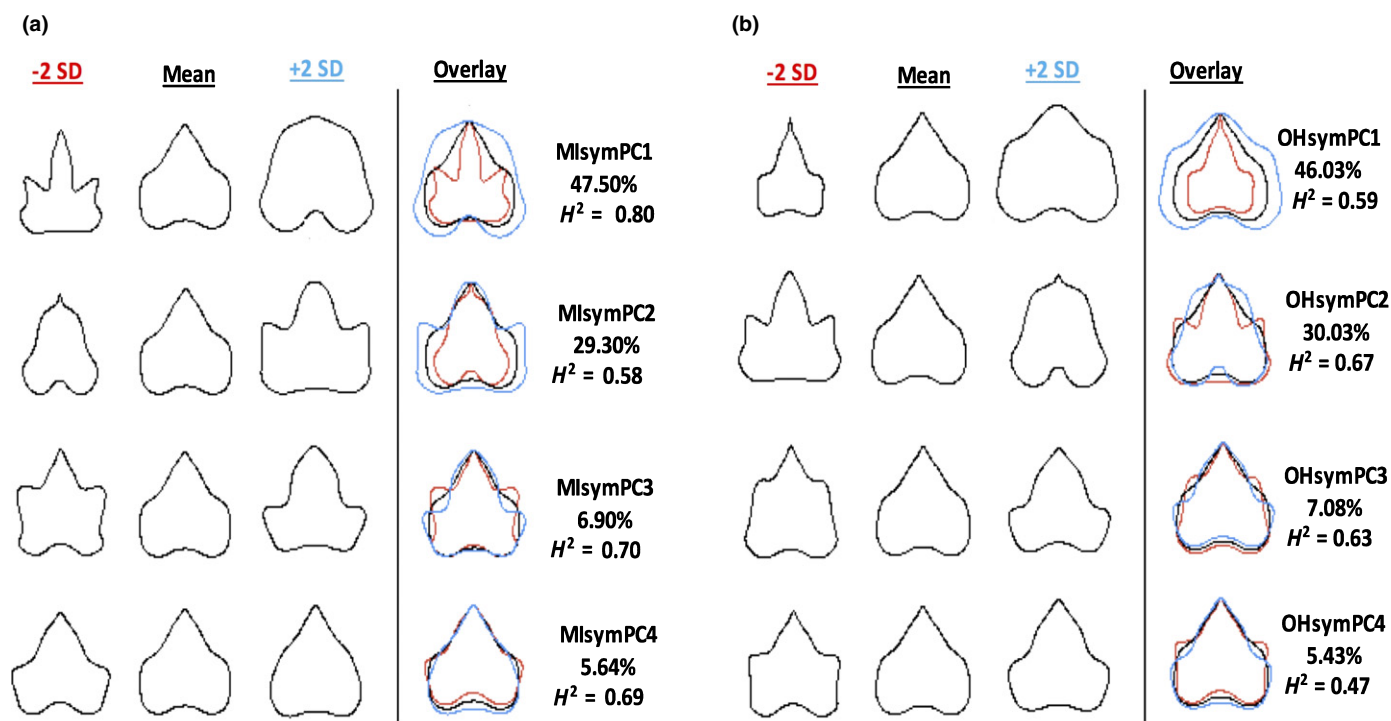 (a)
-2 SD
Mean
+2 SD
Overlay
MIsymPC1
47.50%
H² = 0.80
MIsymPC2
29.30%
H² = 0.58
MIsymPC3
6.90%
H² = 0.70
MIsymPC4
5.64%
H² = 0.69
(b)
-2 SD
Mean
+2 SD
Overlay
OHsymPC1
46.03%
H² = 0.59
OHsymPC2
30.03%
H² = 0.67
OHsymPC3
7.08%
H² = 0.63
OHsymPC4
5.43%
H² = 0.47